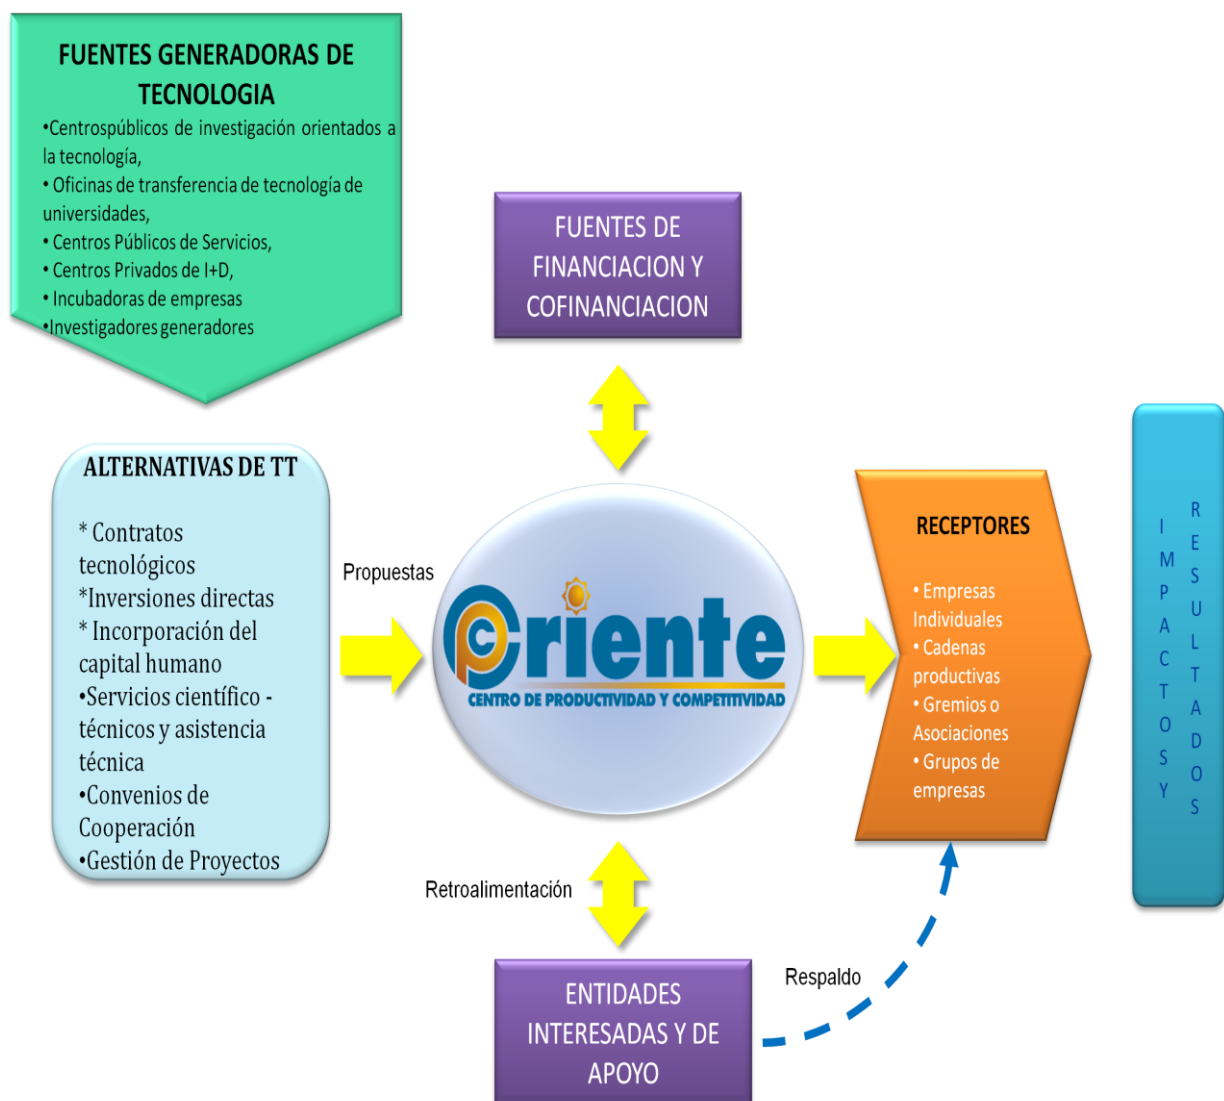 FUENTES GENERADORAS DE
TECNOLOGIA
•Centrospúblicos de investigación orientados a
la tecnología,
• Oficinas de transferencia de tecnología de
universidades,
• Centros Públicos de Servicios,
• Centros Privados de I+D,
• Incubadoras de empresas
•Investigadores generadores
FUENTES DE
FINANCIACION Y
COFINANCIACION
ALTERNATIVAS DE TT
* Contratos
tecnológicos
*Inversiones directas
* Incorporación del
capital humano
•Servicios científico -
técnicos y asistencia
técnica
•Convenios de
Cooperación
•Gestión de Proyectos
Propuestas
CPOriente
CENTRO DE PRODUCTIVIDAD Y COMPETITIVIDAD
RECEPTORES
• Empresas
Individuales
• Cadenas
productivas
• Gremios o
Asociaciones
• Grupos de
empresas
IMPACTOS Y
RESULTADOS
Retroalimentación
ENTIDADES
INTERESADAS Y DE
APOYO
Respaldo